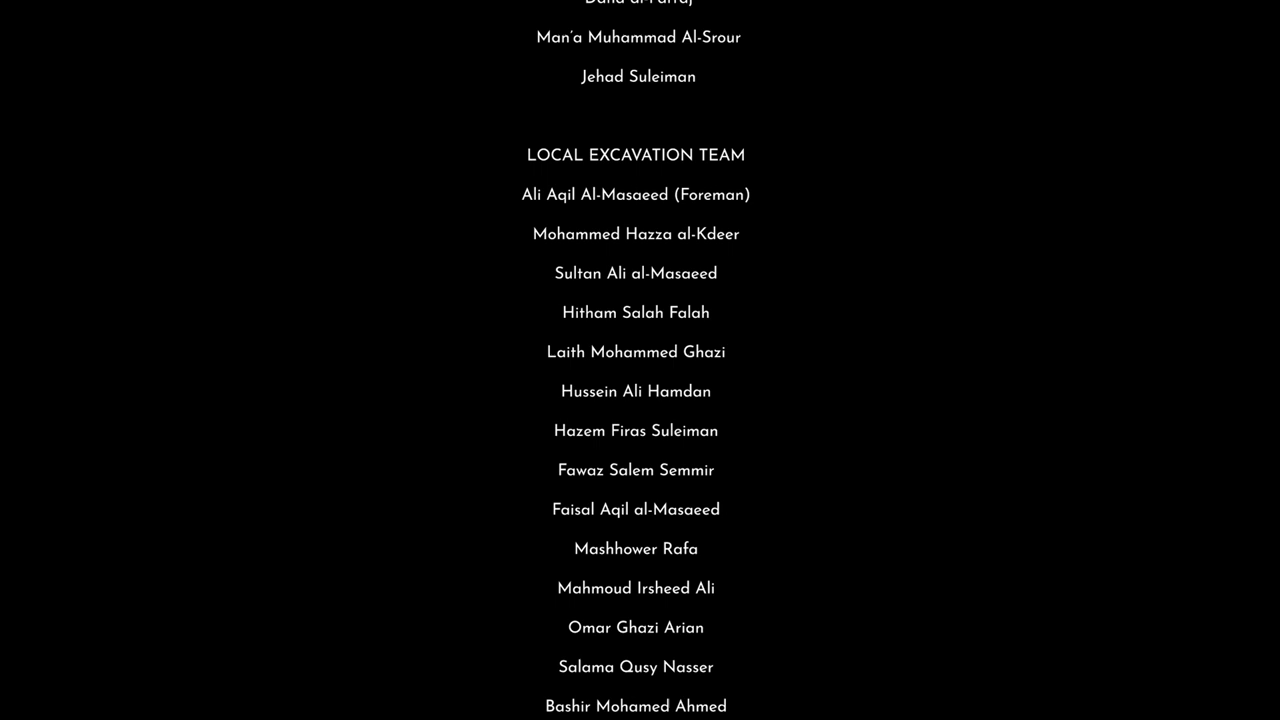 Man’a Muhammad Al-Srour
Jehad Suleiman
LOCAL EXCAVATION TEAM
Ali Aqil Al-Masaeed (Foreman)
Mohammed Hazza al-Kdeer
Sultan Ali al-Masaeed
Hitham Salah Falah
Laith Mohammed Ghazi
Hussein Ali Hamdan
Hazem Firas Suleiman
Fawaz Salem Semmir
Faisal Aqil al-Masaeed
Mashhower Rafa
Mahmoud Irsheed Ali
Omar Ghazi Arian
Salama Qusy Nasser
Bashir Mohamed Ahmed